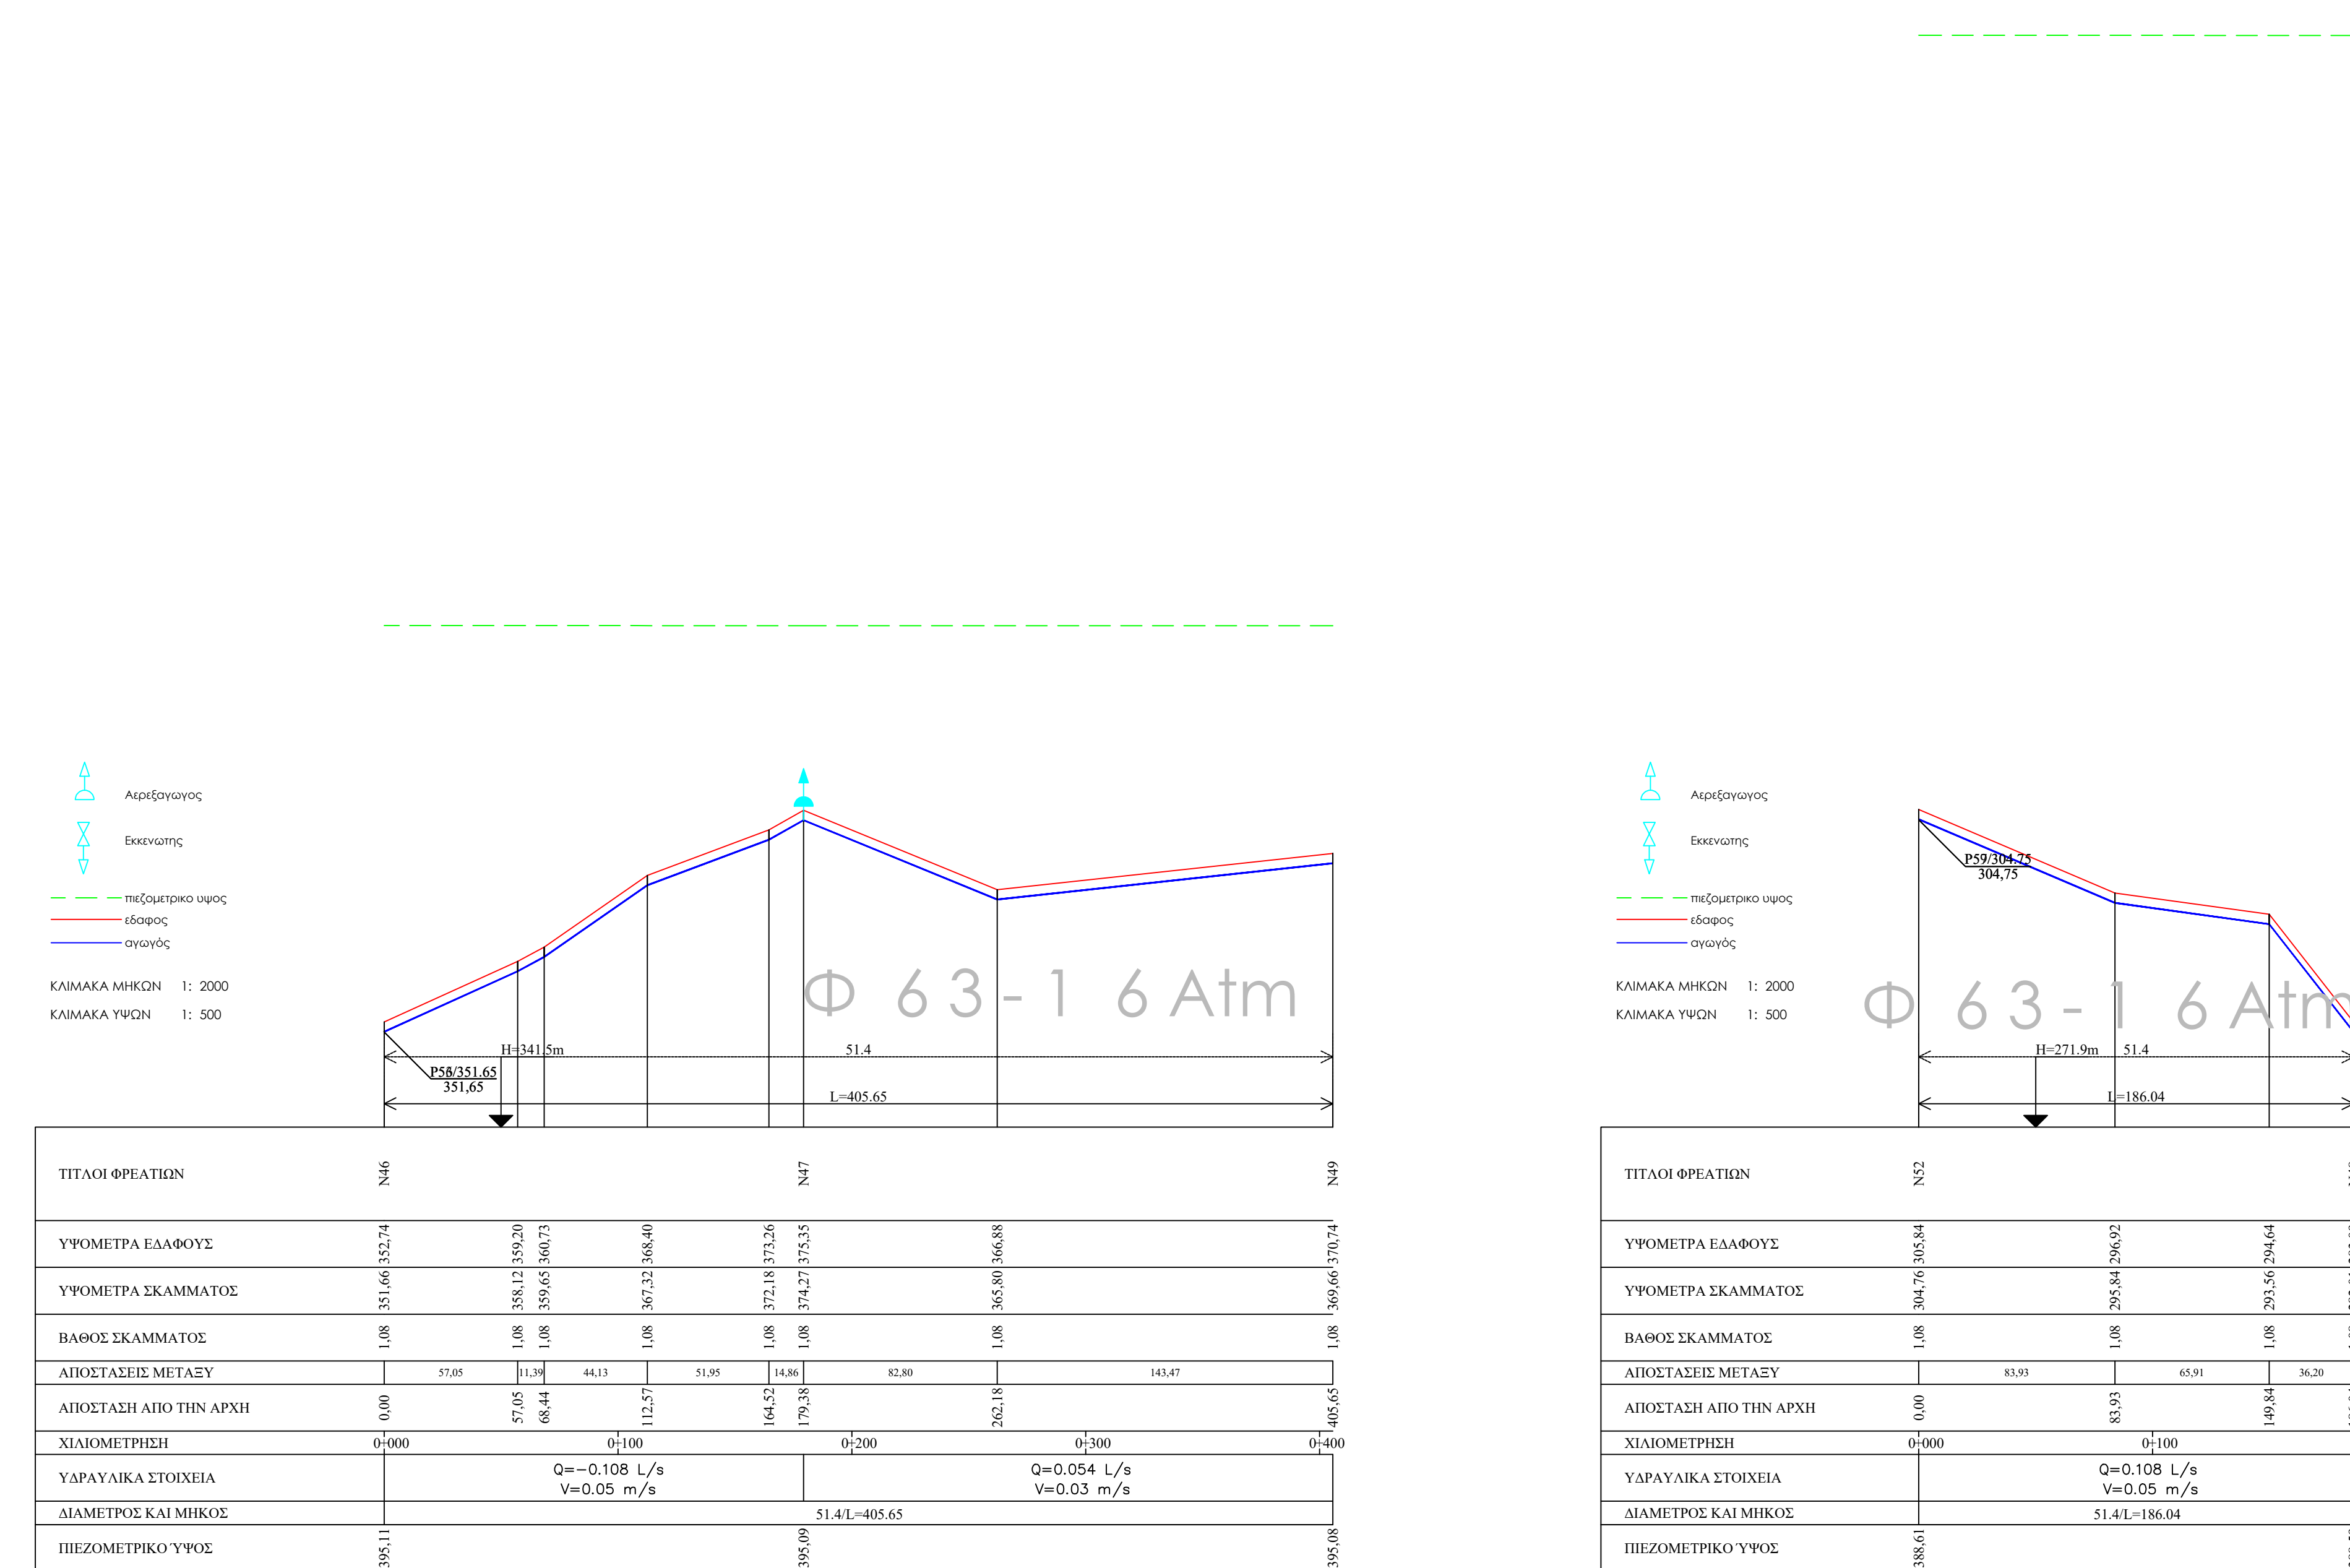 Αερεξαγωγος
Εκκενωτης
πιεζομετρικο υψος
εδαφος
αγωγός
ΚΛΙΜΑΚΑ ΜΗΚΩΝ 1: 2000
ΚΛΙΜΑΚΑ ΥΨΩΝ 1: 500
Φ 63-16Atm
H=341.5m 51.4
351,65
L=405.65
ΤΙΤΛΟΙ ΦΡΕΑΤΙΩΝ N46 N47 N49
ΥΨΟΜΕΤΡΑ ΕΔΑΦΟΥΣ 352,74 359,20 360,73 368,40 373,26 375,35 366,88 370,74
ΥΨΟΜΕΤΡΑ ΣΚΑΜΜΑΤΟΣ 351,66 358,12 359,65 367,32 372,18 374,27 365,80 369,66
ΒΑΘΟΣ ΣΚΑΜΜΑΤΟΣ 1,08 1,08 1,08 1,08 1,08 1,08 1,08 1,08
ΑΠΟΣΤΑΣΕΙΣ ΜΕΤΑΞΥ 57,05 11,39 44,13 51,95 14,86 82,80 143,47
ΑΠΟΣΤΑΣΗ ΑΠΟ ΤΗΝ ΑΡΧΗ 0,00 57,05 68,44 112,57 164,52 179,38 262,18 405,65
ΧΙΛΙΟΜΕΤΡΗΣΗ 0+000 0+100 0+200 0+300 0+400
ΥΔΡΑΥΛΙΚΑ ΣΤΟΙΧΕΙΑ Q=−0.108 L/s Q=0.054 L/s
V=0.05 m/s V=0.03 m/s
ΔΙΑΜΕΤΡΟΣ ΚΑΙ ΜΗΚΟΣ 51.4/L=405.65
ΠΙΕΖΟΜΕΤΡΙΚΟ ΎΨΟΣ 395,11 395,09 395,08
Αερεξαγωγος
Εκκενωτης
πιεζομετρικο υψος
εδαφος
αγωγός
ΚΛΙΜΑΚΑ ΜΗΚΩΝ 1: 2000
ΚΛΙΜΑΚΑ ΥΨΩΝ 1: 500
304,75
Φ 63-16Atm
H=271.9m 51.4
L=186.04
ΤΙΤΛΟΙ ΦΡΕΑΤΙΩΝ N52
ΥΨΟΜΕΤΡΑ ΕΔΑΦΟΥΣ 305,84 296,92 294,64
ΥΨΟΜΕΤΡΑ ΣΚΑΜΜΑΤΟΣ 304,76 295,84 293,56
ΒΑΘΟΣ ΣΚΑΜΜΑΤΟΣ 1,08 1,08 1,08
ΑΠΟΣΤΑΣΕΙΣ ΜΕΤΑΞΥ 83,93 65,91 36,20
ΑΠΟΣΤΑΣΗ ΑΠΟ ΤΗΝ ΑΡΧΗ 0,00 83,93 149,84
ΧΙΛΙΟΜΕΤΡΗΣΗ 0+000 0+100
ΥΔΡΑΥΛΙΚΑ ΣΤΟΙΧΕΙΑ Q=0.108 L/s
V=0.05 m/s
ΔΙΑΜΕΤΡΟΣ ΚΑΙ ΜΗΚΟΣ 51.4/L=186.04
ΠΙΕΖΟΜΕΤΡΙΚΟ ΎΨΟΣ 388,61